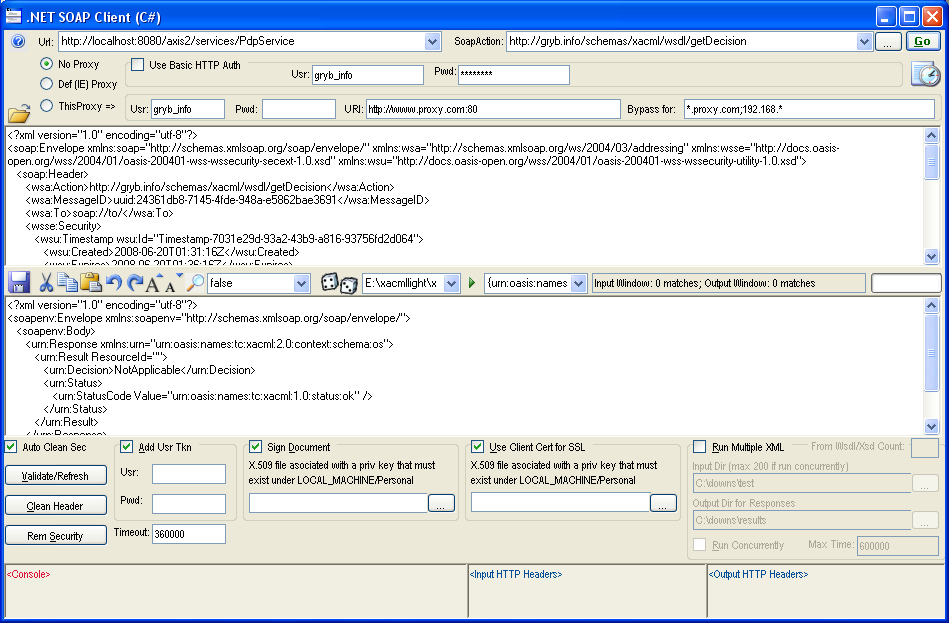 .NET SOAP Client (C#)
Url: http://localhost:8080/axis2/services/PdpService SoapAction: http://gryb.info/schemas/xacml/wsdl/getDecision ... Go
No Proxy Use Basic HTTP Auth Usr: gryb_info Pwd: ********
Def (IE) Proxy
ThisProxy => Usr: gryb_info Pwd: URI: http://www.proxy.com:80 Bypass for: *.proxy.com;192.168.*
<?xml version="1.0" encoding="utf-8"?>
<soap:Envelope xmlns:soap="http://schemas.xmlsoap.org/soap/envelope/" xmlns:wsa="http://schemas.xmlsoap.org/ws/2004/03/addressing" xmlns:wsse="http://docs.oasis-
open.org/wss/2004/01/oasis-200401-wss-wssecurity-secext-1.0.xsd" xmlns:wsu="http://docs.oasis-open.org/wss/2004/01/oasis-200401-wss-wssecurity-utility-1.0.xsd">
<soap:Header>
<wsa:Action>http://gryb.info/schemas/xacml/wsdl/getDecision</wsa:Action>
<wsa:MessageID>uuid:24361db8-7145-4fde-948a-e5862bae3691</wsa:MessageID>
<wsa:To>soap://to/</wsa:To>
<wsse:Security>
<wsu:Timestamp wsu:Id="Timestamp-7031e29d-93a2-43b9-a816-93756fd2d064">
<wsu:Created>2008-06-20T01:31:16Z</wsu:Created>
<wsu:Expires>2008-06-20T01:36:16Z</wsu:Expires>
A A false E:\xacmllight\x {urn:oasis:names Input Window: 0 matches; Output Window: 0 matches
<?xml version="1.0" encoding="utf-8"?>
<soapenv:Envelope xmlns:soapenv="http://schemas.xmlsoap.org/soap/envelope/">
<soapenv:Body>
<urn:Response xmlns:urn="urn:oasis:names:tc:xacml:2.0:context:schema:os">
<urn:Result ResourceId="">
<urn:Decision>NotApplicable</urn:Decision>
<urn:Status>
<urn:StatusCode Value="urn:oasis:names:tc:xacml:1.0:status:ok" />
</urn:Status>
</urn:Result>
</urn:Response>
Auto Clean Sec Add Usr Tkn Sign Document Use Client Cert for SSL Run Multiple XML From Wsdl/Xsd Count:
Validate/Refresh Usr: X.509 file asociated with a priv key that must X.509 file asociated with a priv key that must Input Dir (max 200 if run concurrently)
exist under LOCAL_MACHINE/Personal exist under LOCAL_MACHINE/Personal C:\downs\test ...
Clean Header Pwd: ... ... Output Dir for Responses
C:\downs\results ...
Rem Security Timeout: 360000 Run Concurrently Max Time: 600000
<Console> <Input HTTP Headers> <Output HTTP Headers>